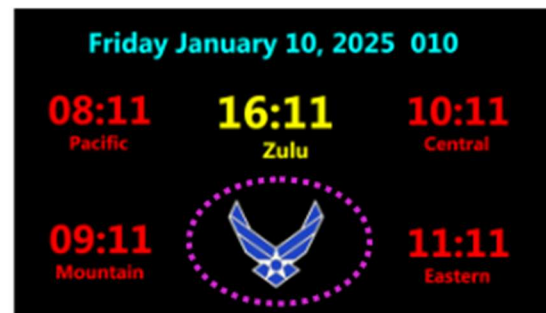 Friday January 10, 2025 010
08:11
Pacific
16:11
Zulu
10:11
Central
09:11
Mountain
11:11
Eastern